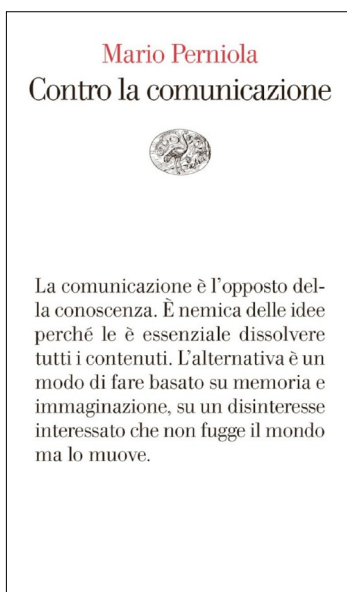 Mario Perniola
Contro la comunicazione
La comunicazione è l'opposto del-
la conoscenza. È nemica delle idee
perché le è essenziale dissolvere
tutti i contenuti. L'alternativa è un
modo di fare basato su memoria e
immaginazione, su un disinteresse
interessato che non fugge il mondo
ma lo muove.